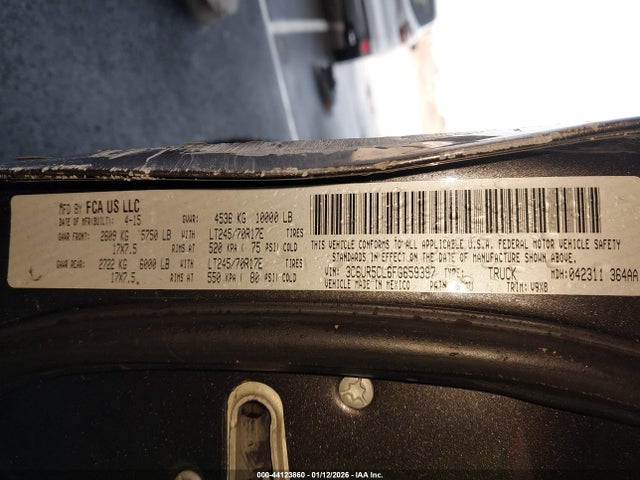 MFD BY FCA US LLC
DATE OF MFR(BUILT): 4-15 GVWR: 4536 KG 10000 LB
GAWR FRONT: 2608 KG 5750 LB WITH LT245/70R17E TIRES
17X7.5 RIMS AT 520 KPA ( 75 PSI) COLD
GAWR REAR: 2722 KG 6000 LB WITH LT245/70R17E TIRES
17X7.5 RIMS AT 550 KPA ( 80 PSI) COLD
THIS VEHICLE CONFORMS TO ALL APPLICABLE U.S.A. FEDERAL MOTOR VEHICLE SAFETY
STANDARDS IN EFFECT ON THE DATE OF MANUFACTURE SHOWN ABOVE.
VIN: 3C6UR5CL6FG659397 TYPE: TRUCK MDH: 042311 364AA
VEHICLE MADE IN MEXICO PAINT: TRIM: V9X8
000-44123860 - 01/12/2026 - IAA Inc.